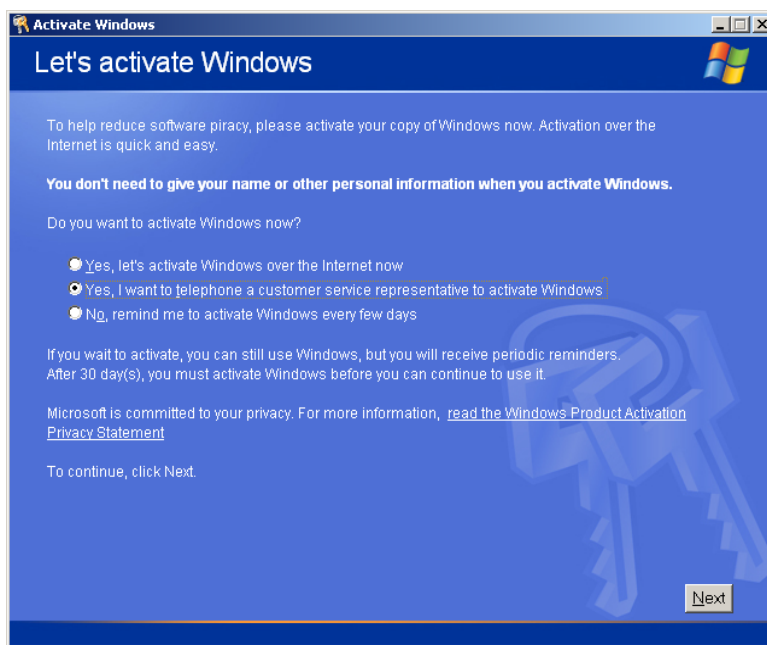 Activate Windows
Let's activate Windows
To help reduce software piracy, please activate your copy of Windows now. Activation over the
Internet is quick and easy.
You don't need to give your name or other personal information when you activate Windows.
Do you want to activate Windows now?
Yes, let's activate Windows over the Internet now
Yes, I want to telephone a customer service representative to activate Windows
No, remind me to activate Windows every few days
If you wait to activate, you can still use Windows, but you will receive periodic reminders.
After 30 day(s), you must activate Windows before you can continue to use it.
Microsoft is committed to your privacy. For more information, read the Windows Product Activation
Privacy Statement
To continue, click Next.
Next